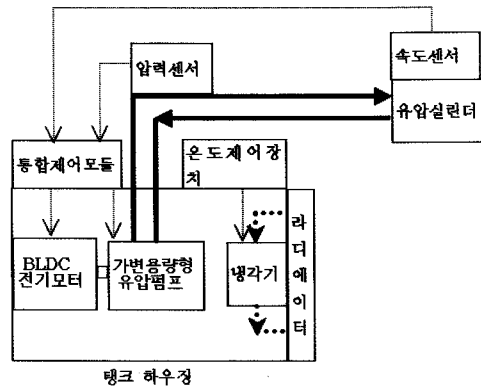 압력센서
속도센서
유압실린더
통합제어모듈
온도제어장
치
BLDC
전기모터
가변용량형
유압펌프
냉각기
라
디
에
이
터
탱크 하우징